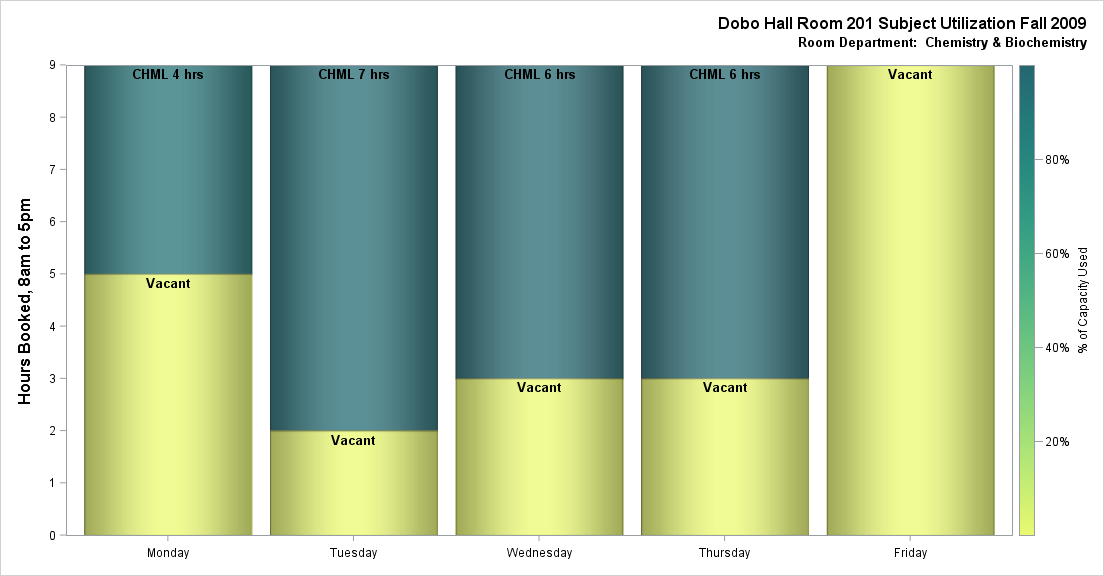 Dobo Hall Room 201 Subject Utilization Fall 2009
Room Department:  Chemistry & Biochemistry
Hours Booked, 8am to 5pm
9
8
7
6
5
4
3
2
1
0
CHML 4 hrs
Vacant
CHML 7 hrs
Vacant
CHML 6 hrs
Vacant
CHML 6 hrs
Vacant
Vacant
Monday
Tuesday
Wednesday
Thursday
Friday
80%
60%
40%
20%
% of Capacity Used